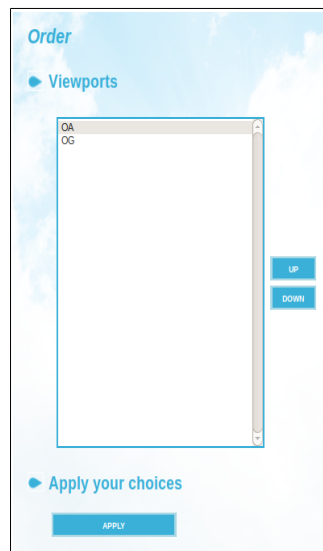 Order
Viewports
OA
OG
UP
DOWN
Apply your choices
APPLY